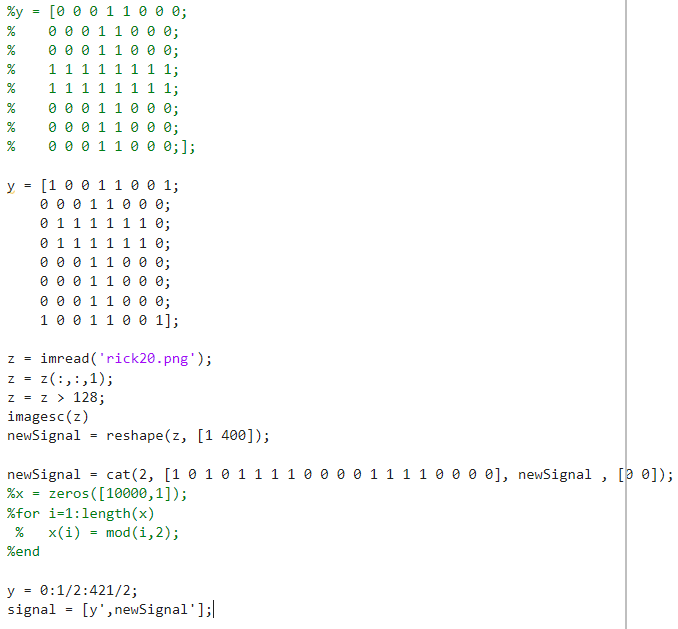 %y = [0 0 0 1 1 0 0 0;
%    0 0 0 1 1 0 0 0;
%    0 0 0 1 1 0 0 0;
%    1 1 1 1 1 1 1 1;
%    1 1 1 1 1 1 1 1;
%    0 0 0 1 1 0 0 0;
%    0 0 0 1 1 0 0 0;
%    0 0 0 1 1 0 0 0;];
y = [1 0 0 1 1 0 0 1;
    0 0 0 1 1 0 0 0;
    0 1 1 1 1 1 1 0;
    0 1 1 1 1 1 1 0;
    0 0 0 1 1 0 0 0;
    0 0 0 1 1 0 0 0;
    0 0 0 1 1 0 0 0;
    1 0 0 1 1 0 0 1];
z = imread('rick20.png');
z = z(:,:,1);
z = z > 128;
imagesc(z)
newSignal = reshape(z, [1 400]);
newSignal = cat(2, [1 0 1 0 1 1 1 1 0 0 0 0 1 1 1 1 0 0 0 0], newSignal , [0 0]);
%x = zeros([10000,1]);
%for i=1:length(x)
 %   x(i) = mod(i,2);
%end
y = 0:1/2:421/2;
signal = [y',newSignal'];